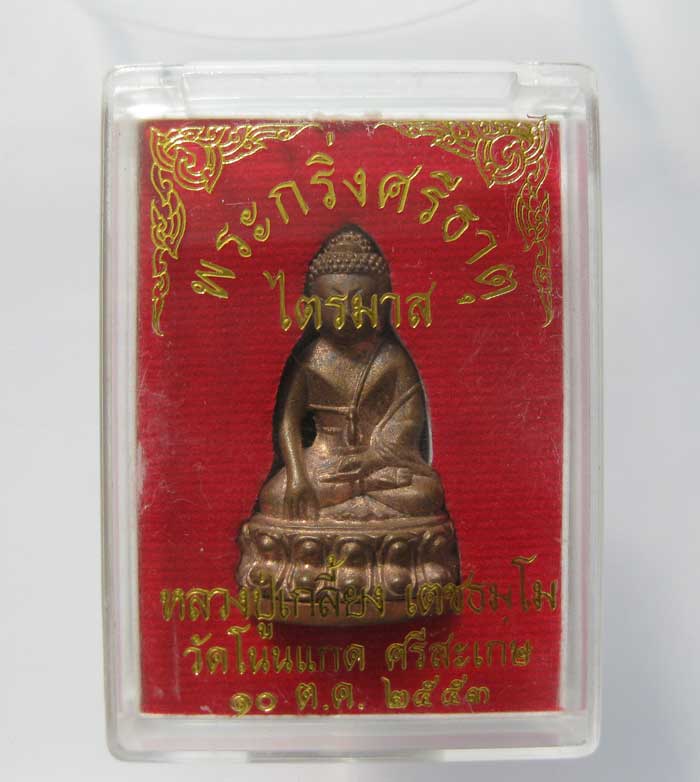 พระกริ่งศรีธาตุ
ไตรมาส
หลวงปู่เกลี้ยง เตชธมฺโม
วัดโนนแกด ศรีสะเกษ
๑๐ ต.ค. ๒๕๕๓